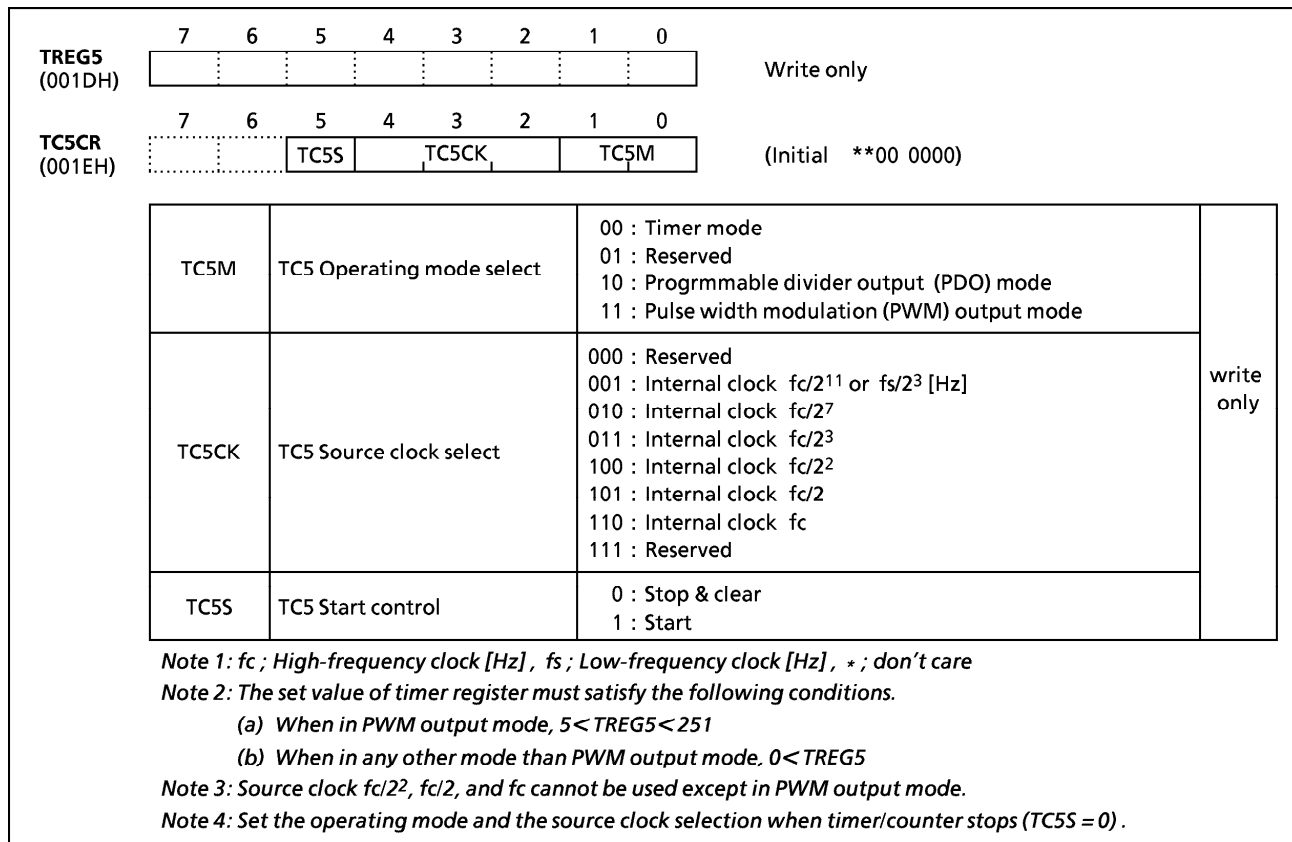 7 6 5 4 3 2 1 0
TREG5
(001DH)
Write only
7 6 5 4 3 2 1 0
TC5CR
(001EH)
TC5S TC5CK TC5M
(Initial **00 0000)
TC5M
TC5 Operating mode select
00 : Timer mode
01 : Reserved
10 : Progrmmable divider output (PDO) mode
11 : Pulse width modulation (PWM) output mode
TC5CK
TC5 Source clock select
000 : Reserved
001 : Internal clock fc/2¹¹ or fs/2³ [Hz]
010 : Internal clock fc/2⁷
011 : Internal clock fc/2³
100 : Internal clock fc/2²
101 : Internal clock fc/2
110 : Internal clock fc
111 : Reserved
TC5S
TC5 Start control
0 : Stop & clear
1 : Start
write
only
Note 1: fc ; High-frequency clock [Hz] , fs ; Low-frequency clock [Hz] , * ; don't care
Note 2: The set value of timer register must satisfy the following conditions.
(a) When in PWM output mode, 5<TREG5<251
(b) When in any other mode than PWM output mode, 0<TREG5
Note 3: Source clock fc/2², fc/2, and fc cannot be used except in PWM output mode.
Note 4: Set the operating mode and the source clock selection when timer/counter stops (TC5S = 0) .